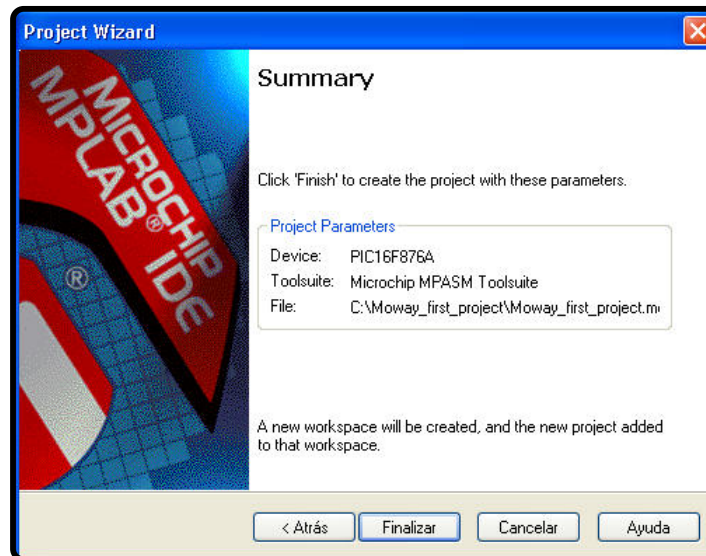 Project Wizard
MICROCHIP
MPLAB® IDE
®
Summary
Click 'Finish' to create the project with these parameters.
Project Parameters
Device: PIC16F876A
Toolsuite: Microchip MPASM Toolsuite
File: C:\Moway_first_project\Moway_first_project.m
A new workspace will be created, and the new project added
to that workspace.
< Atrás Finalizar Cancelar Ayuda